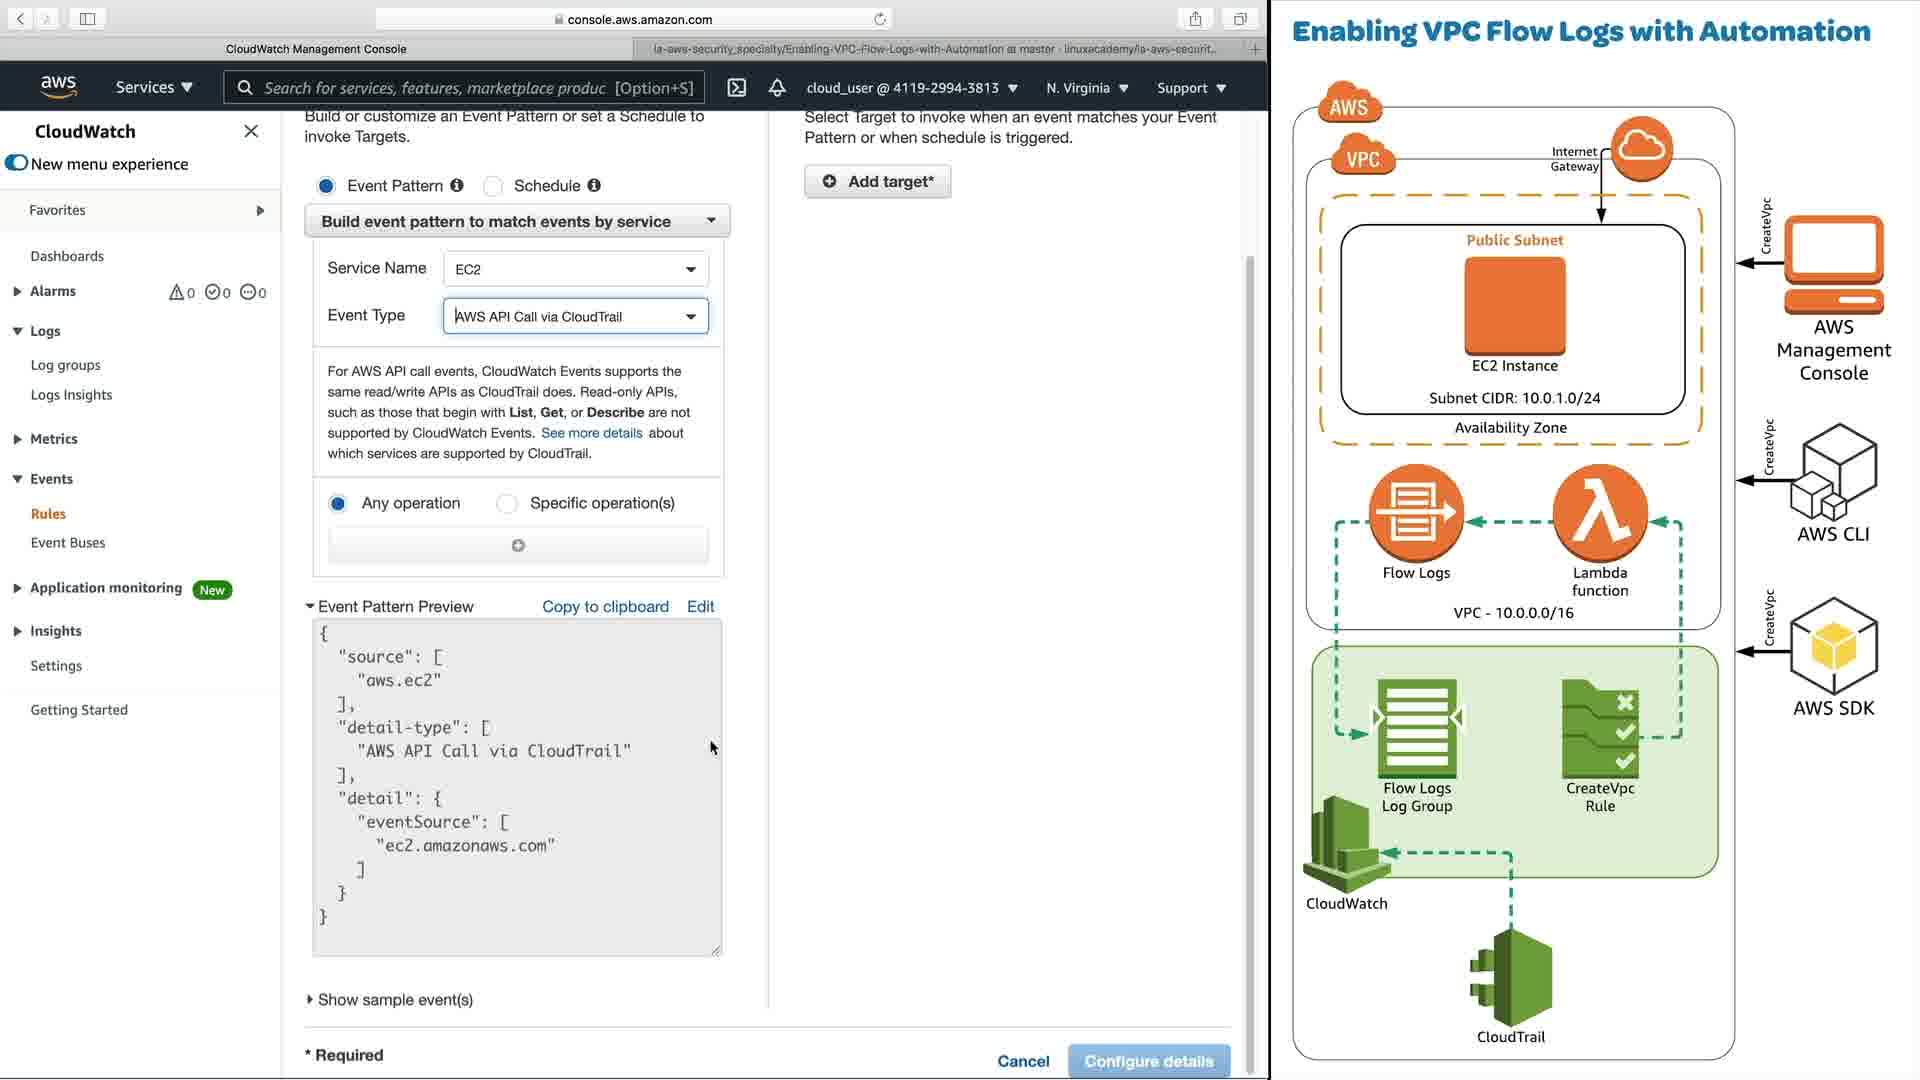 console.aws.amazon.com
CloudWatch Management Console
la-aws-security_specialty/Enabling-VPC-Flow-Logs-with-Automation at master · linuxacademy/la-aws-securit...
aws
Services
Search for services, features, marketplace produc
[Option+S]
cloud_user @ 4119-2994-3813
N. Virginia
Support
CloudWatch
New menu experience
Favorites
Dashboards
Alarms
0
0
0
Logs
Log groups
Logs Insights
Metrics
Events
Rules
Event Buses
Application monitoring
New
Insights
Settings
Getting Started
Build or customize an Event Pattern or set a Schedule to
invoke Targets.
Event Pattern
Schedule
Build event pattern to match events by service
Service Name
EC2
Event Type
AWS API Call via CloudTrail
For AWS API call events, CloudWatch Events supports the
same read/write APIs as CloudTrail does. Read-only APIs,
such as those that begin with List, Get, or Describe are not
supported by CloudWatch Events. See more details about
which services are supported by CloudTrail.
Any operation
Specific operation(s)
Event Pattern Preview
Copy to clipboard
Edit
{
"source": [
"aws.ec2"
],
"detail-type": [
"AWS API Call via CloudTrail"
],
"detail": {
"eventSource": [
"ec2.amazonaws.com"
]
}
}
Show sample event(s)
* Required
Cancel
Configure details
Select Target to invoke when an event matches your Event
Pattern or when schedule is triggered.
Add target*
Enabling VPC Flow Logs with Automation
AWS
VPC
Internet
Gateway
Public Subnet
EC2 Instance
Subnet CIDR: 10.0.1.0/24
Availability Zone
Flow Logs
Lambda
function
VPC - 10.0.0.0/16
Flow Logs
Log Group
CreateVpc
Rule
CloudWatch
CloudTrail
CreateVpc
AWS
Management
Console
CreateVpc
AWS CLI
CreateVpc
AWS SDK